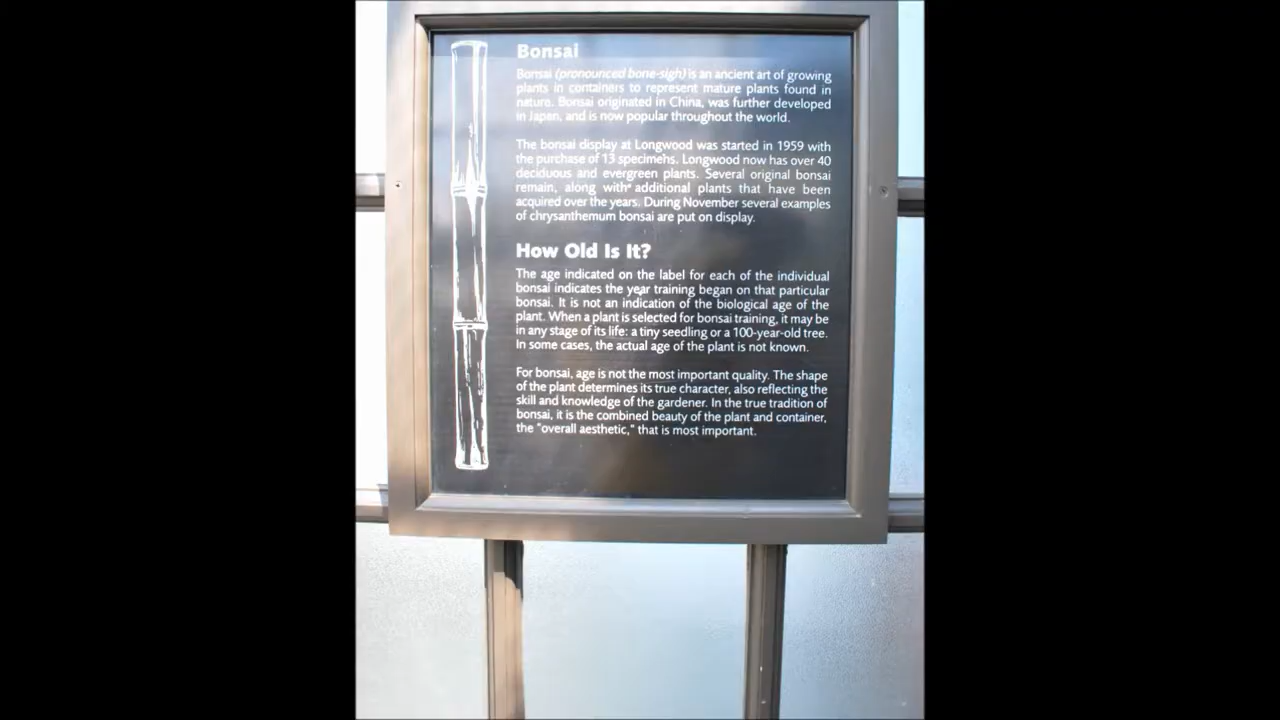 Bonsai
Bonsai (pronounced bone-sigh) is an ancient art of growing
plants in containers to represent mature plants found in
nature. Bonsai originated in China, was further developed
in Japan, and is now popular throughout the world.
The bonsai display at Longwood was started in 1959 with
the purchase of 13 specimens. Longwood now has over 40
deciduous and evergreen plants. Several original bonsai
remain, along with additional plants that have been
acquired over the years. During November several examples
of chrysanthemum bonsai are put on display.
How Old Is It?
The age indicated on the label for each of the individual
bonsai indicates the year training began on that particular
bonsai. It is not an indication of the biological age of the
plant. When a plant is selected for bonsai training, it may be
in any stage of its life: a tiny seedling or a 100-year-old tree.
In some cases, the actual age of the plant is not known.
For bonsai, age is not the most important quality. The shape
of the plant determines its true character, also reflecting the
skill and knowledge of the gardener. In the true tradition of
bonsai, it is the combined beauty of the plant and container,
the "overall aesthetic," that is most important.